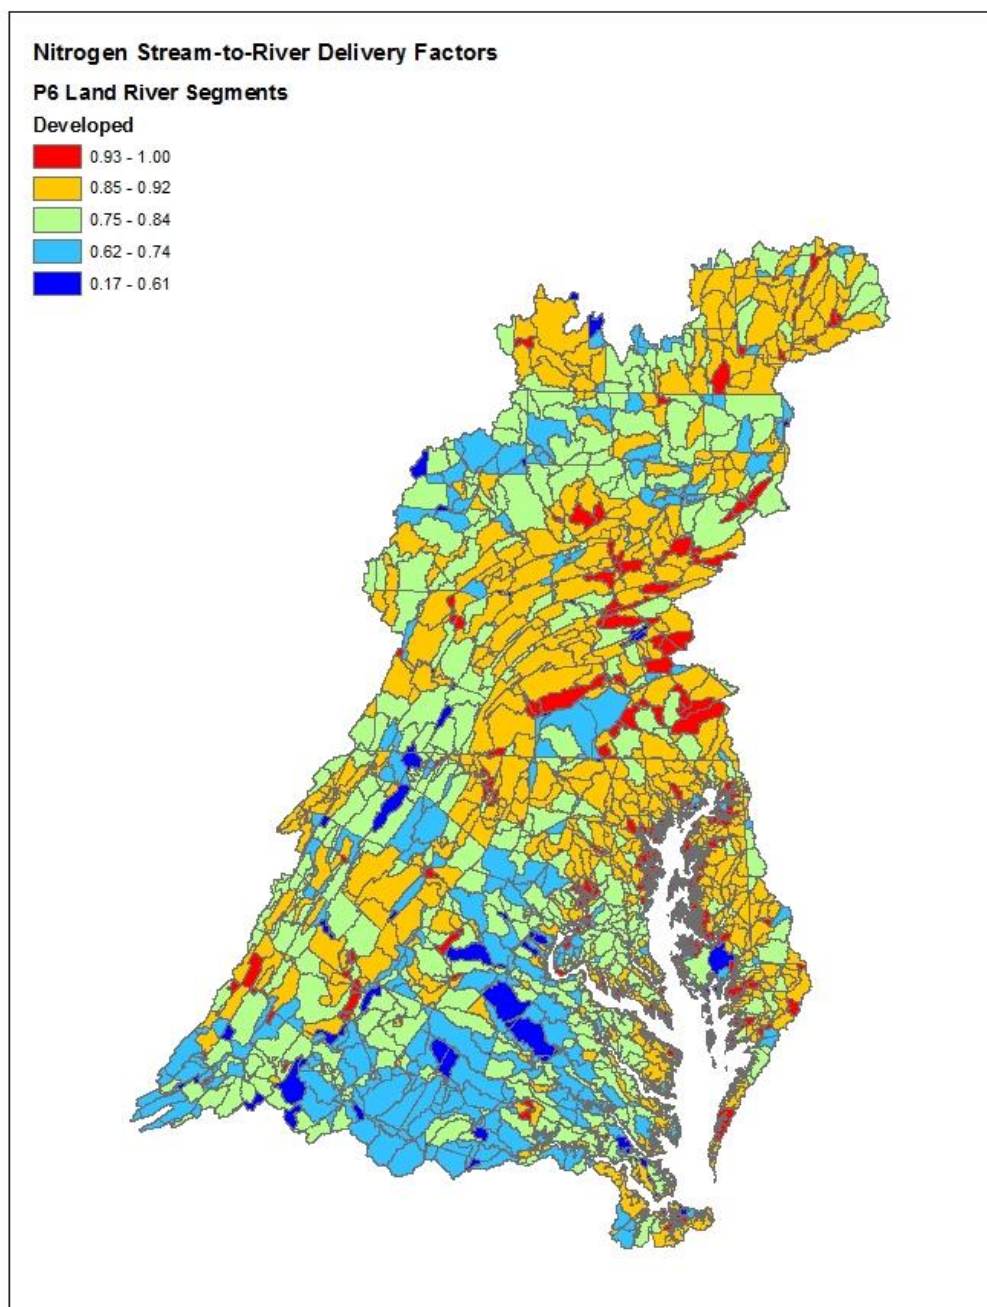 Nitrogen Stream-to-River Delivery Factors
P6 Land River Segments
Developed
0.93 - 1.00
0.85 - 0.92
0.75 - 0.84
0.62 - 0.74
0.17 - 0.61